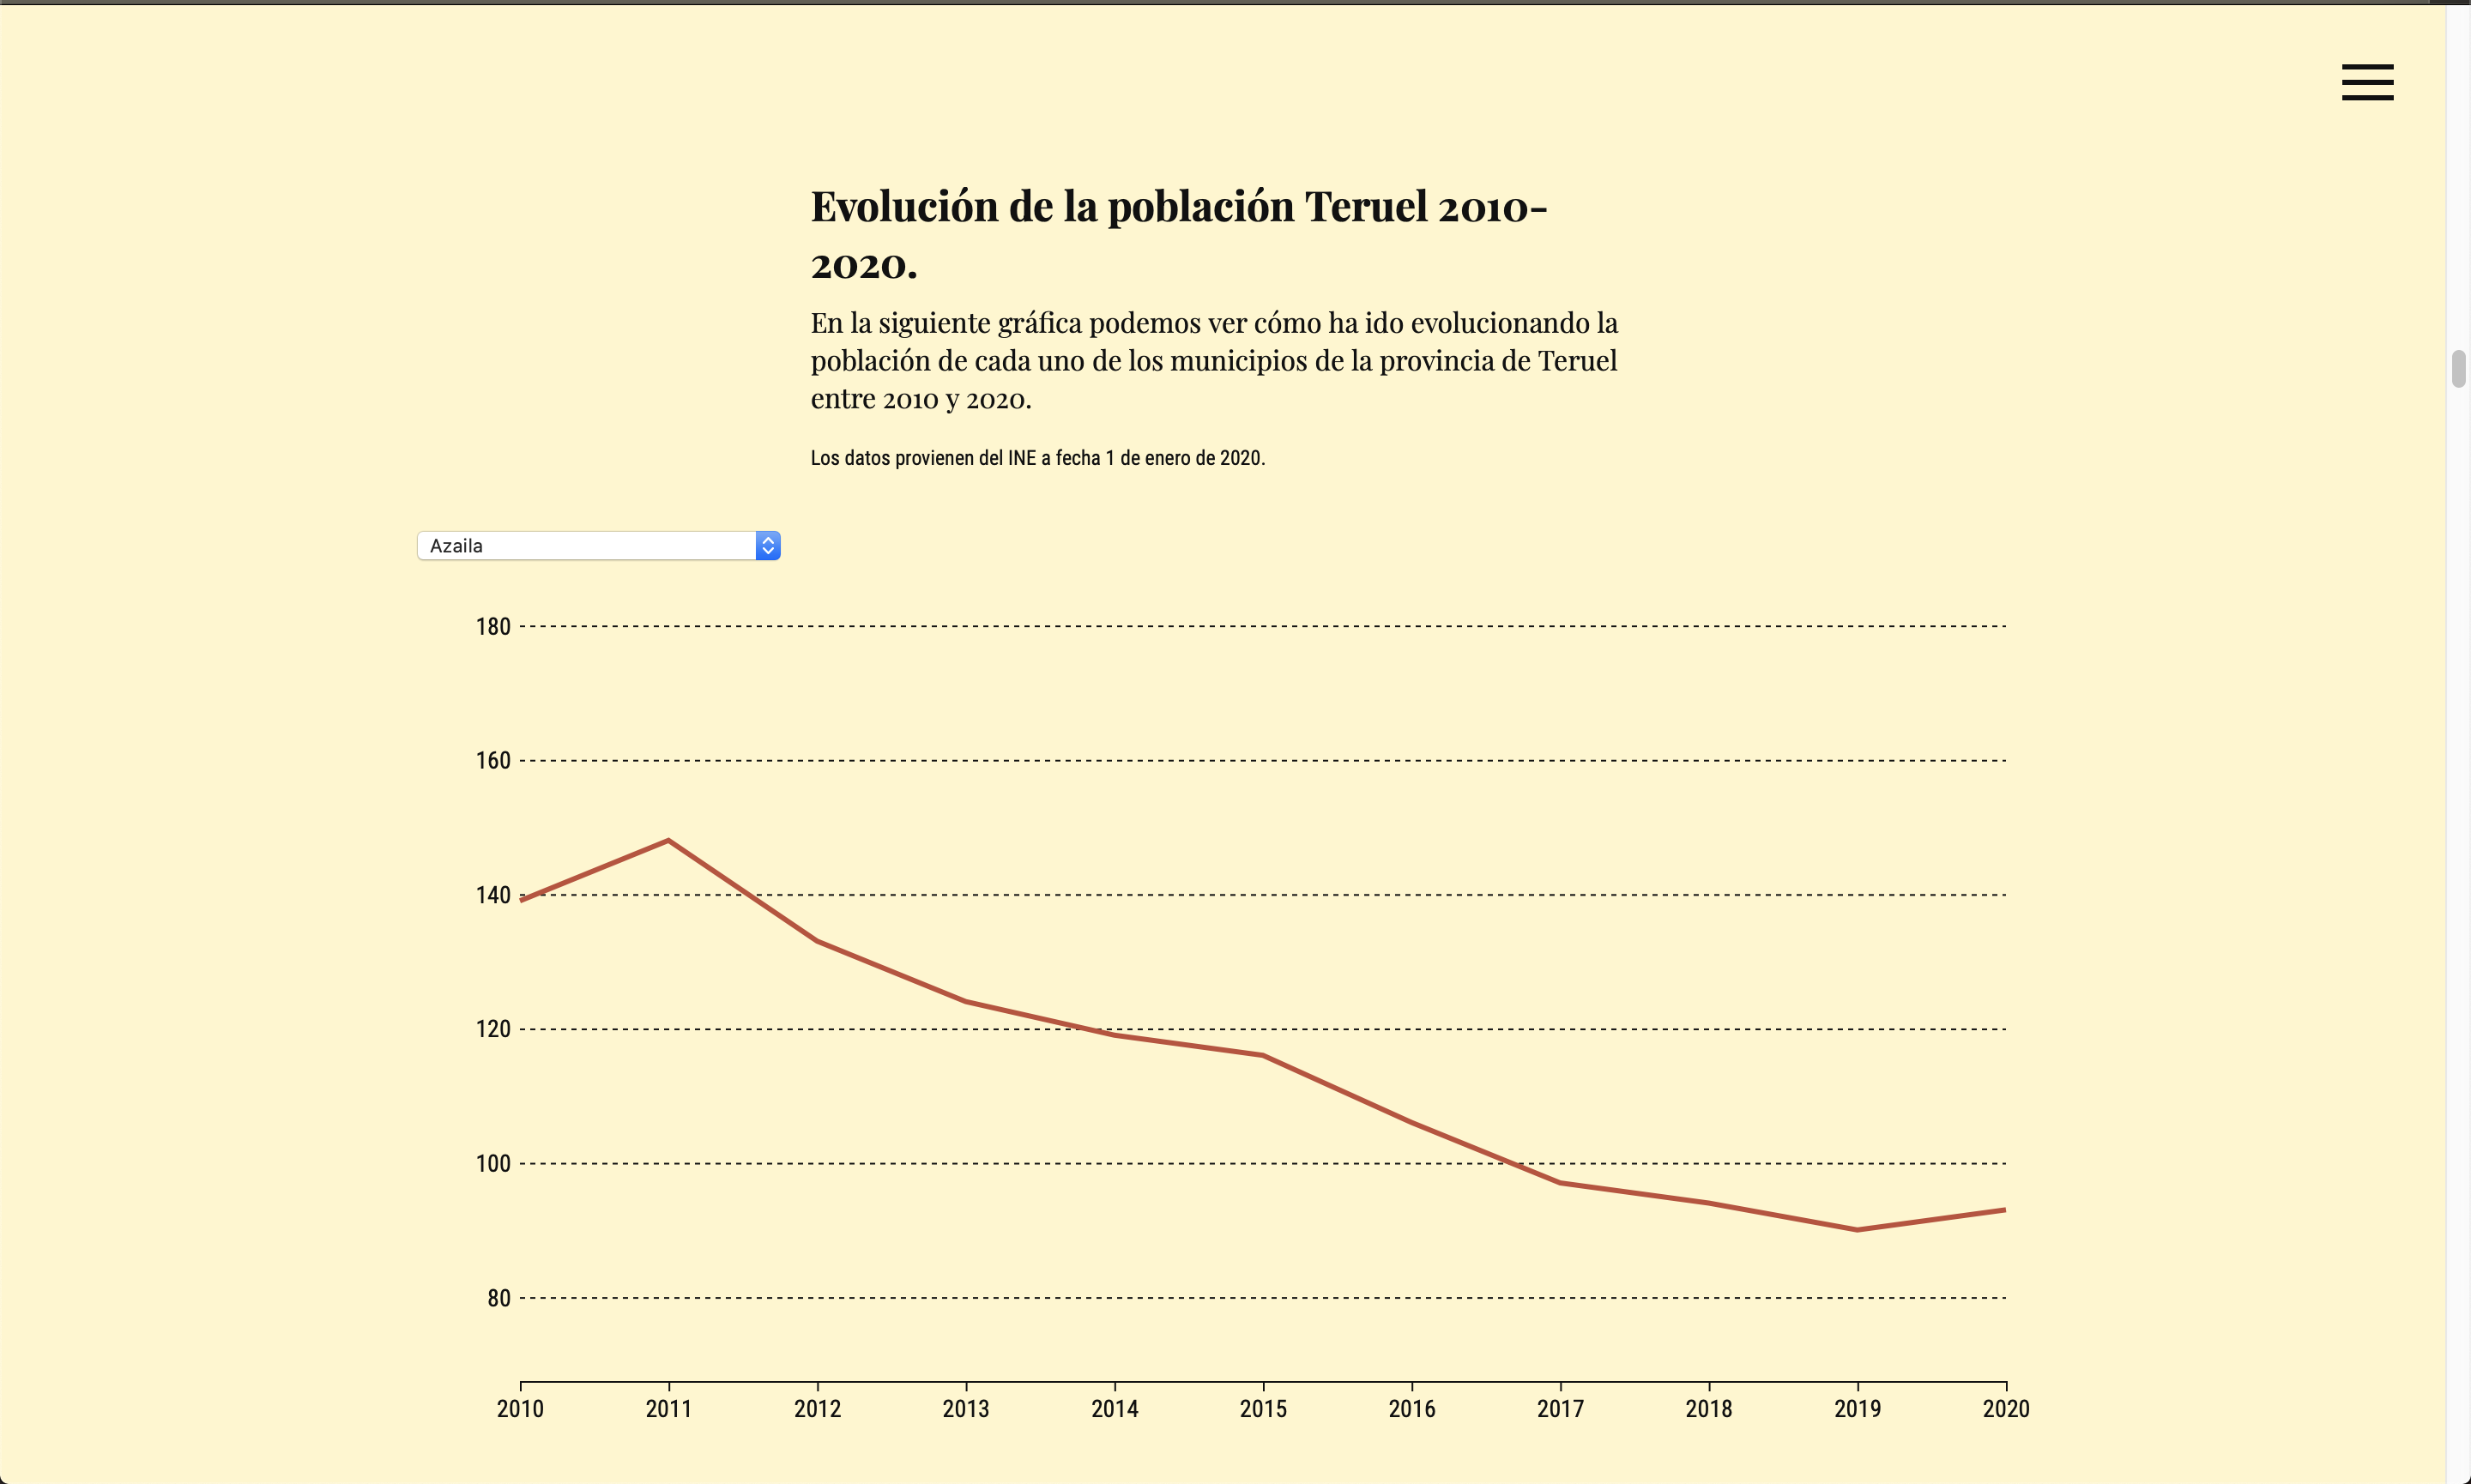 Evolución de la población Teruel 2010-
2020.
En la siguiente gráfica podemos ver cómo ha ido evolucionando la
población de cada uno de los municipios de la provincia de Teruel
entre 2010 y 2020.
Los datos provienen del INE a fecha 1 de enero de 2020.
Azaila
180
160
140
120
100
80
2010 2011 2012 2013 2014 2015 2016 2017 2018 2019 2020